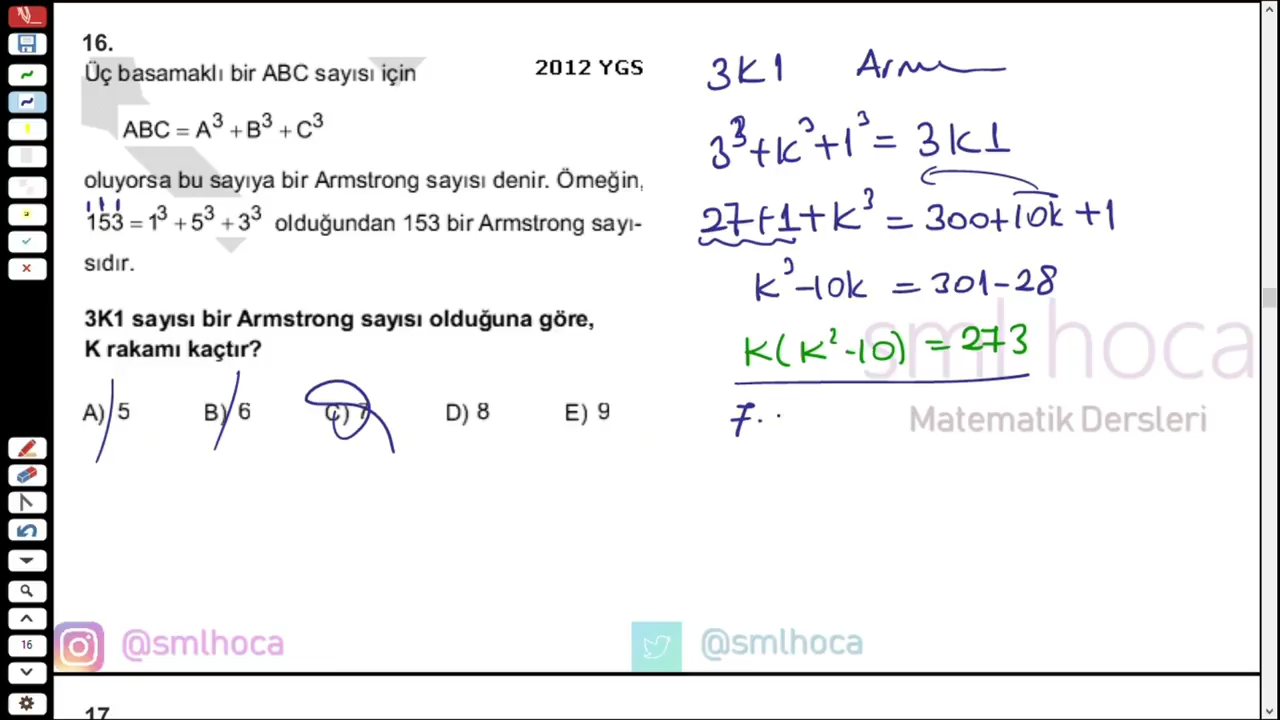 16.
Üç basamaklı bir ABC sayısı için
2012 YGS
ABC = A³ + B³ + C³
oluyorsa bu sayıya bir Armstrong sayısı denir. Örneğin,
153 = 1³ + 5³ + 3³ olduğundan 153 bir Armstrong sayı-
sıdır.
3K1 sayısı bir Armstrong sayısı olduğuna göre,
K rakamı kaçtır?
A) 5 B) 6 C) 7 D) 8 E) 9
3K1
3³ + K³ + 1³ = 3K1
27+1+K³ = 300+10K+1
K³-10K = 301-28
K(K²-10) = 273
7.
sml hoca
Matematik Dersleri
@smlhoca
@smlhoca
17
16